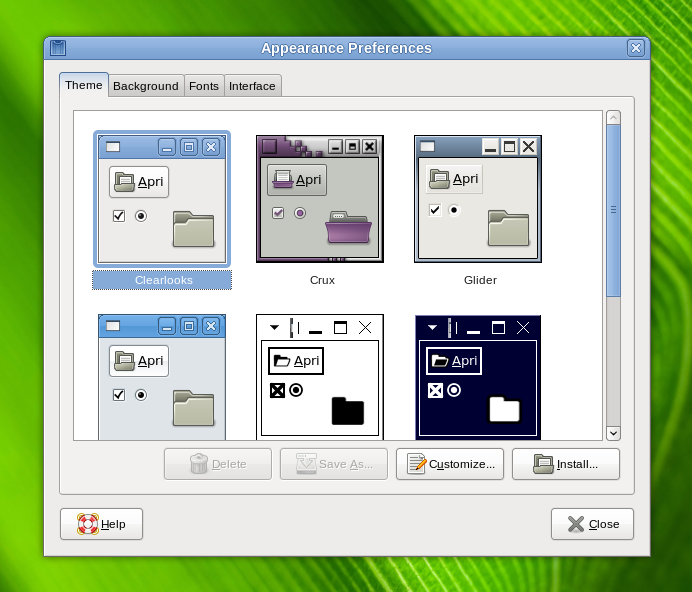 Appearance Preferences
Theme Background Fonts Interface
Apri Apri Apri
Clearlooks Crux Glider
Apri Apri Apri
Delete Save As... Customize... Install...
Help Close